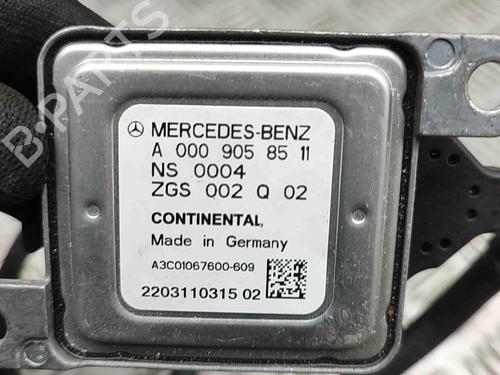 B-PARTS
MERCEDES-BENZ
A 000 905 85 11
NS 0004
ZGS 002 Q 02
CONTINENTAL
Made in Germany
A3C01067600-609
2203110315 02